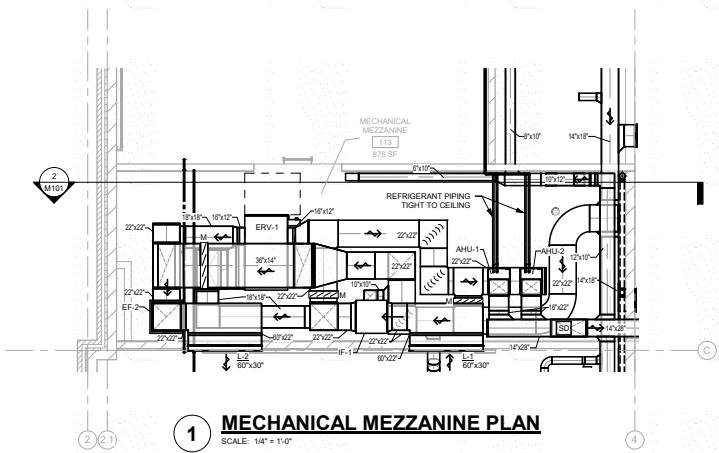 MECHANICAL
MEZZANINE
113
878 SF
2
M101
8"x10"
14"x18"
6"x10"
10"x12"
REFRIGERANT PIPING
TIGHT TO CEILING
18"x18"
16"x12"
16"x12"
22"x22"
ERV-1
22"x22"
22"x22"
AHU-1
AHU-2
22"x22"
36"x14"
12"x10"
14"x18"
22"x22"
10"x10"
22"x22"
22"x22"
M
M
M
18"x18"
EF-2
16"x22"
SD
14"x28"
22"x22"
60"x22"
22"x22"
IF-1
22"x22"
60"x22"
14"x28"
L-2
60"x30"
L-1
60"x30"
C
1
MECHANICAL MEZZANINE PLAN
SCALE: 1/4" = 1'-0"
2
2.1
4